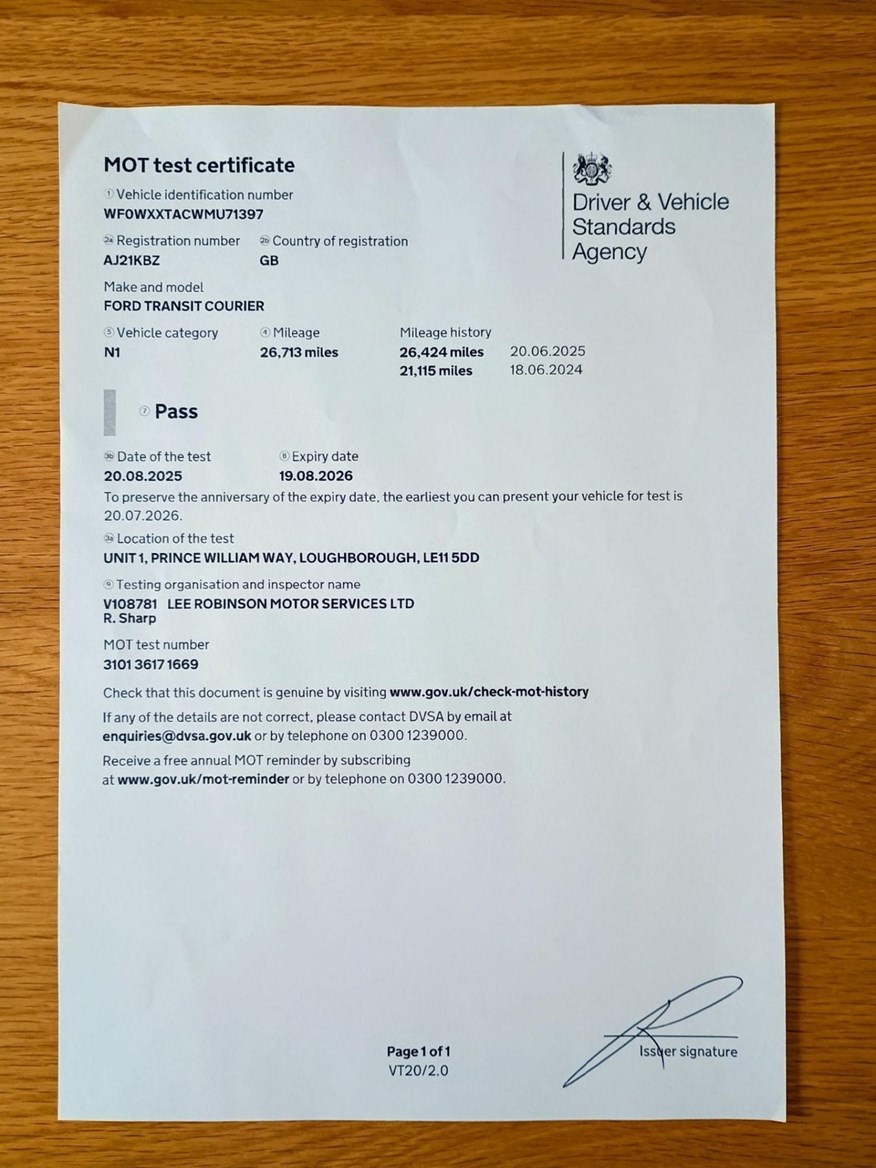 MOT test certificate
1 Vehicle identification number
WF0WXXTACWMU71397
2a Registration number 2b Country of registration
AJ21KBZ GB
Make and model
FORD TRANSIT COURIER
5 Vehicle category 4 Mileage Mileage history
N1 26,713 miles 26,424 miles 20.06.2025
21,115 miles 18.06.2024
7 Pass
3b Date of the test 8 Expiry date
20.08.2025 19.08.2026
To preserve the anniversary of the expiry date, the earliest you can present your vehicle for test is
20.07.2026.
3a Location of the test
UNIT 1, PRINCE WILLIAM WAY, LOUGHBOROUGH, LE11 5DD
9 Testing organisation and inspector name
V108781 LEE ROBINSON MOTOR SERVICES LTD
R. Sharp
MOT test number
3101 3617 1669
Check that this document is genuine by visiting www.gov.uk/check-mot-history
If any of the details are not correct, please contact DVSA by email at
enquiries@dvsa.gov.uk or by telephone on 0300 1239000.
Receive a free annual MOT reminder by subscribing
at www.gov.uk/mot-reminder or by telephone on 0300 1239000.
Driver & Vehicle
Standards
Agency
Issuer signature
Page 1 of 1
VT20/2.0